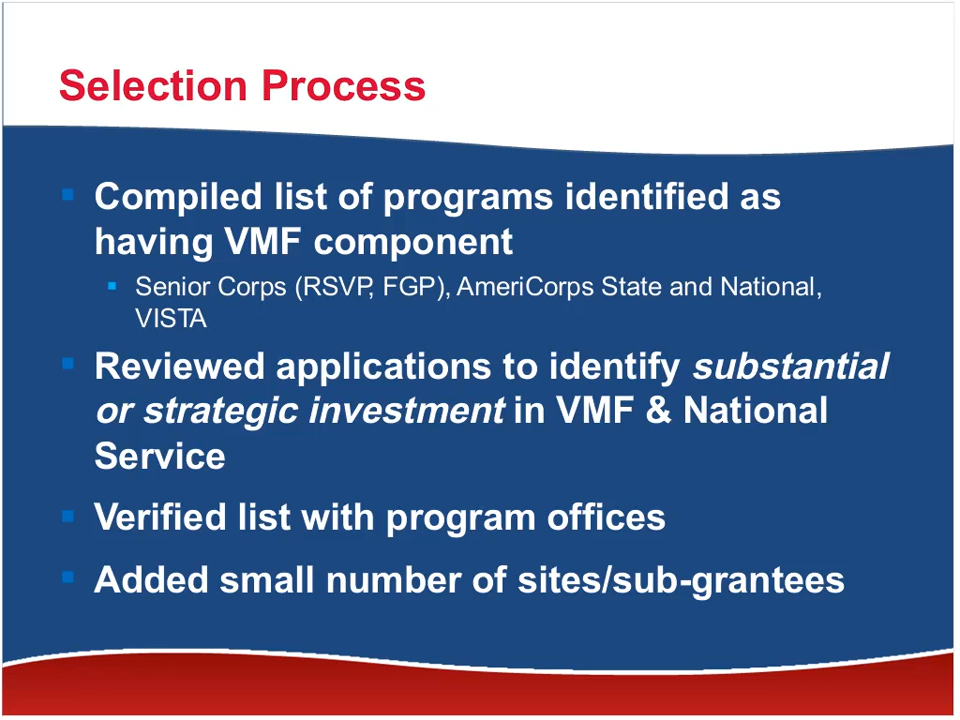 Selection Process
Compiled list of programs identified as
having VMF component
Senior Corps (RSVP, FGP), AmeriCorps State and National,
VISTA
Reviewed applications to identify substantial
or strategic investment in VMF & National
Service
Verified list with program offices
Added small number of sites/sub-grantees